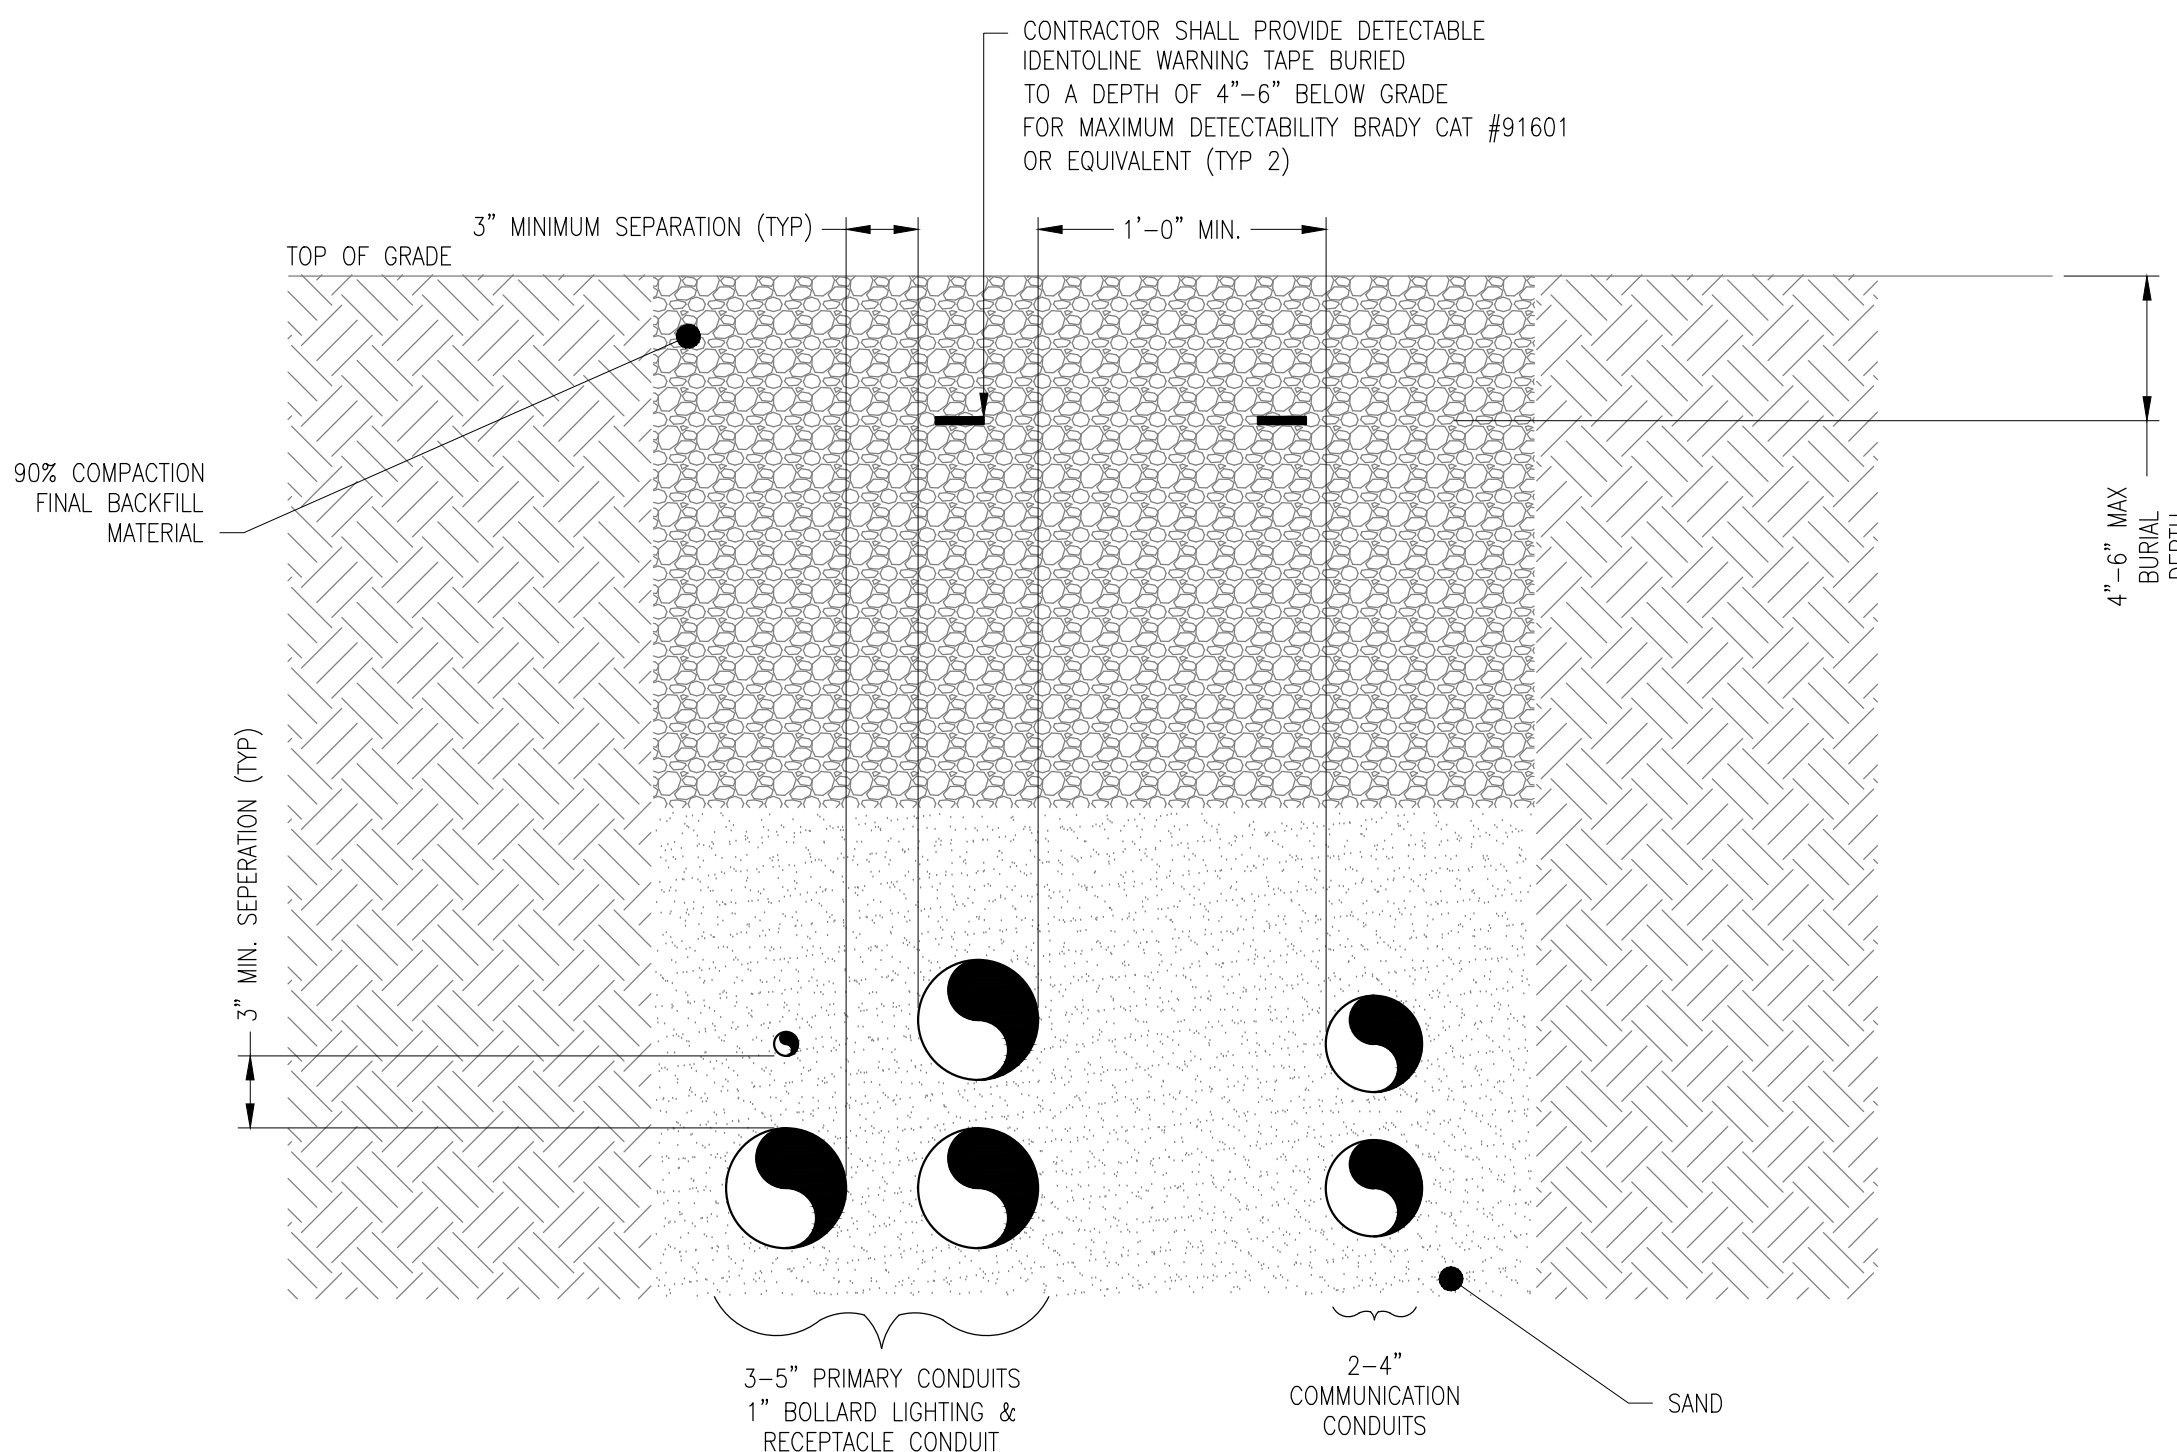 CONTRACTOR SHALL PROVIDE DETECTABLE
IDENTOLINE WARNING TAPE BURIED
TO A DEPTH OF 4"-6" BELOW GRADE
FOR MAXIMUM DETECTABILITY BRADY CAT #91601
OR EQUIVALENT (TYP 2)
3" MINIMUM SEPARATION (TYP)
1'-0" MIN.
TOP OF GRADE
90% COMPACTION
FINAL BACKFILL
MATERIAL
4"-6" MAX
BURIAL
DEPTH
3" MIN. SEPERATION (TYP)
3-5" PRIMARY CONDUITS
1" BOLLARD LIGHTING &
RECEPTACLE CONDUIT
2-4"
COMMUNICATION
CONDUITS
SAND